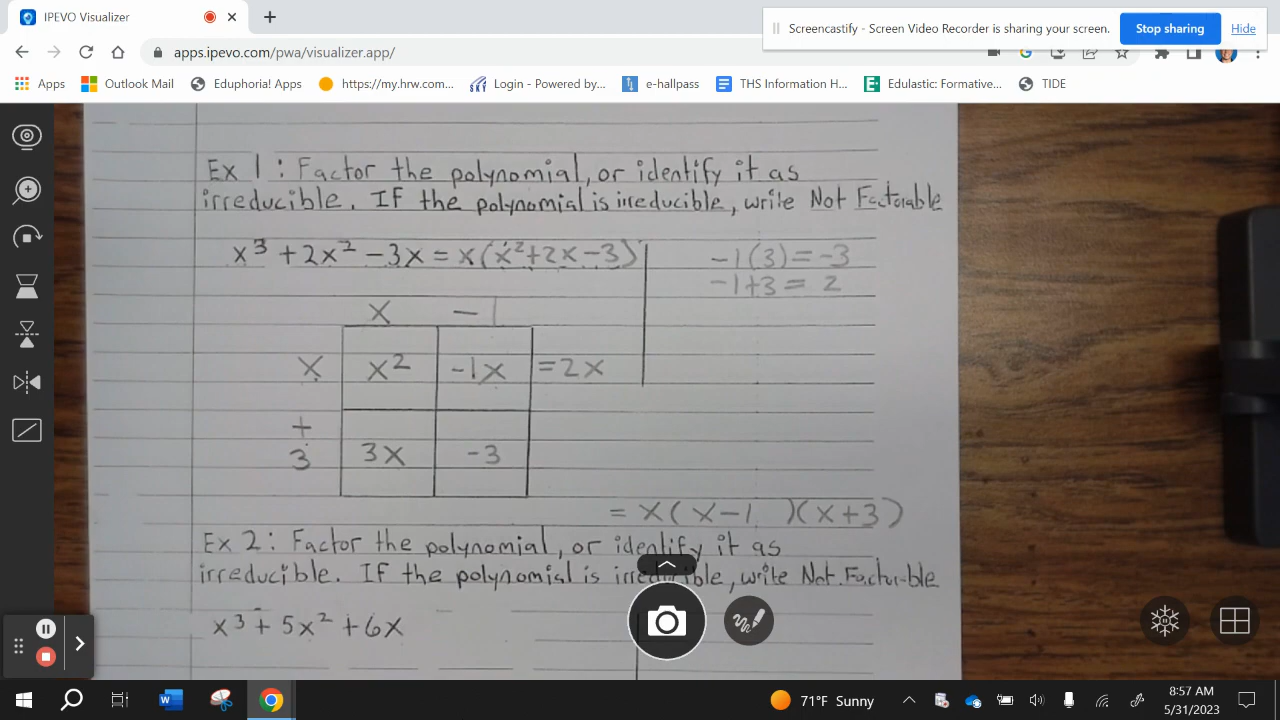 IPEVO Visualizer
Screencastify - Screen Video Recorder is sharing your screen.
Stop sharing
Hide
apps.ipevo.com/pwa/visualizer.app/
Apps
Outlook Mail
Eduphoria! Apps
https://my.hrw.com...
Login - Powered by...
e-hallpass
THS Information H...
Edulastic: Formative...
TIDE
Ex 1: Factor the polynomial, or identify it as
irreducible. If the polynomial is irreducible, write Not Factorable
x³ + 2x² - 3x = x(x² + 2x - 3)
-1(3) = -3
-1+3 = 2
x -1
x x² -1x = 2x
+
3 3x -3
= x(x-1)(x+3)
Ex 2: Factor the polynomial, or identify it as
irreducible. If the polynomial is irreducible, write Not Factorable
x³ + 5x² + 6x
71°F Sunny
8:57 AM
5/31/2023